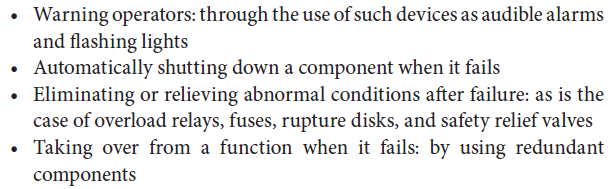 • Warning operators: through the use of such devices as audible alarms
and flashing lights
• Automatically shutting down a component when it fails
• Eliminating or relieving abnormal conditions after failure: as is the
case of overload relays, fuses, rupture disks, and safety relief valves
• Taking over from a function when it fails: by using redundant
components